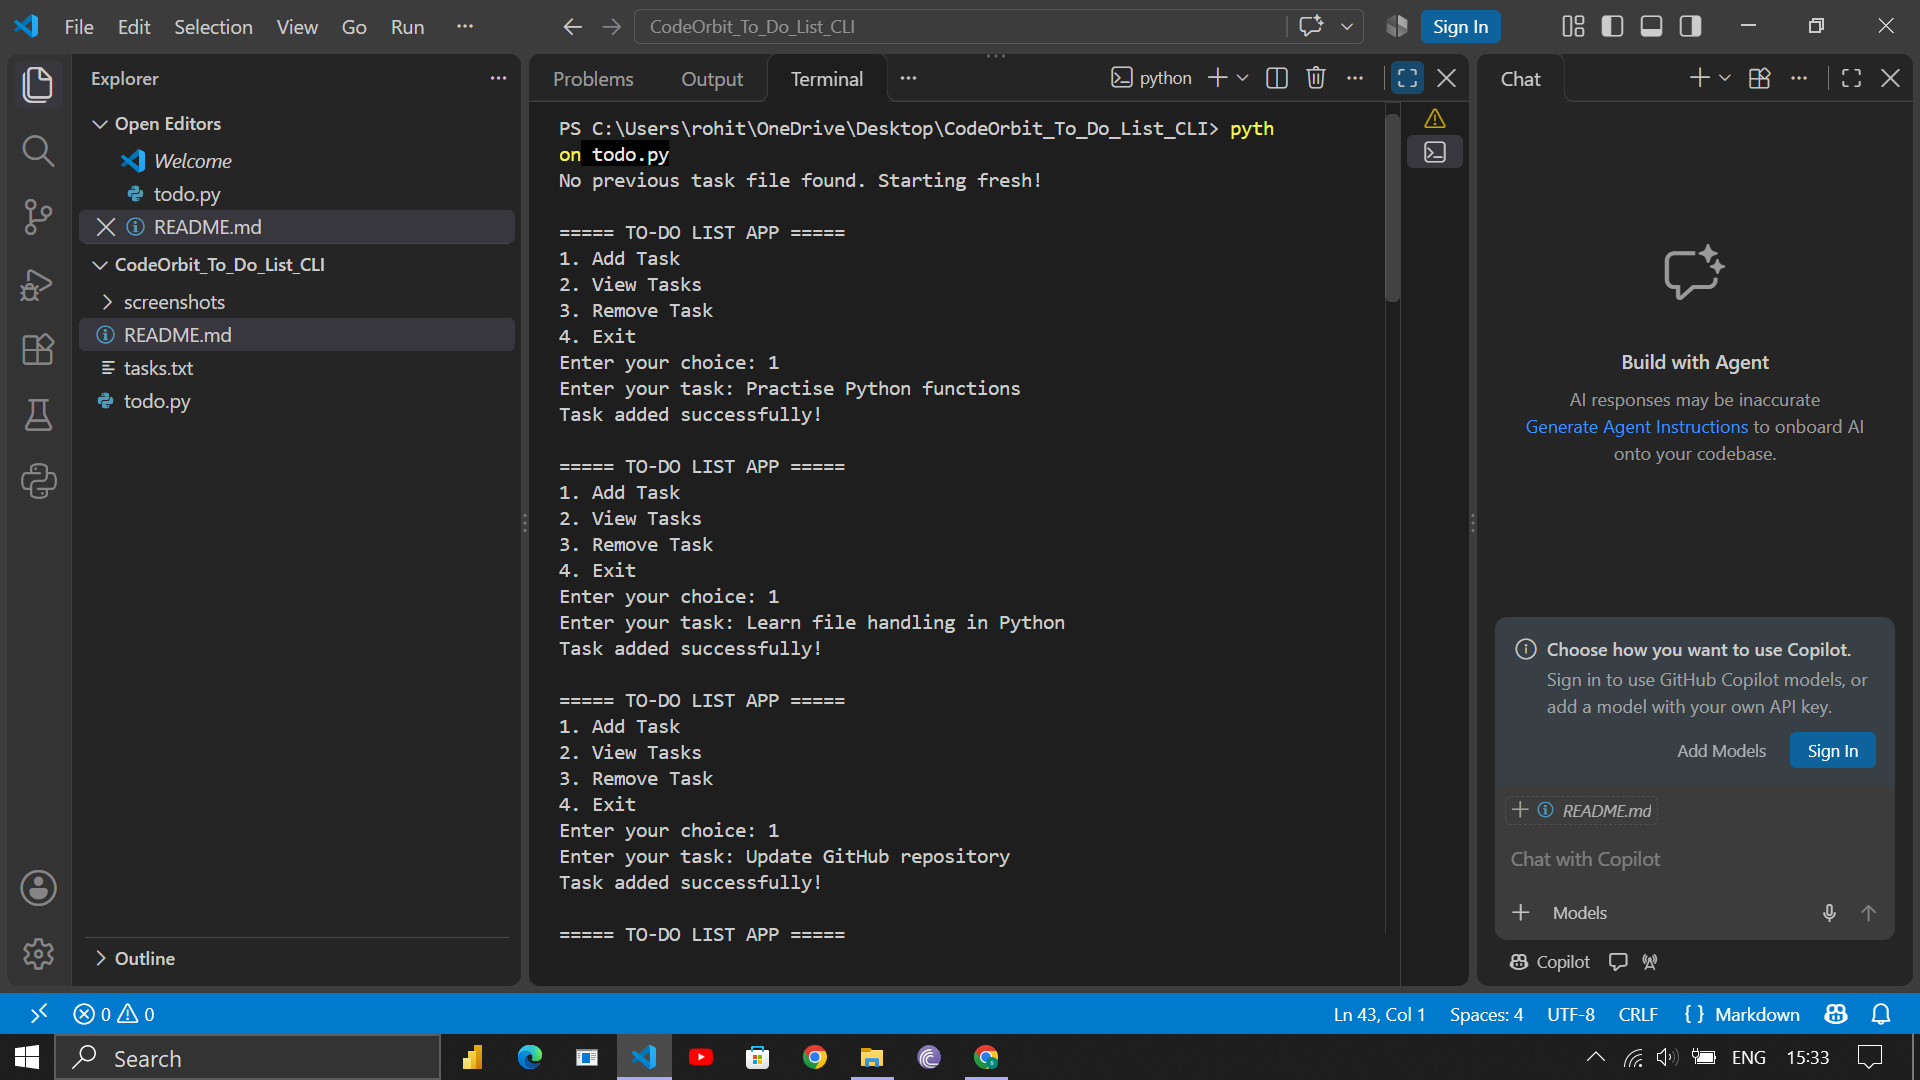 File Edit Selection View Go Run
CodeOrbit_To_Do_List_CLI
Sign In
Explorer
Open Editors
Welcome
todo.py
README.md
CodeOrbit_To_Do_List_CLI
screenshots
README.md
tasks.txt
todo.py
Outline
Problems Output Terminal
python
PS C:\Users\rohit\OneDrive\Desktop\CodeOrbit_To_Do_List_CLI> pyth
on todo.py
No previous task file found. Starting fresh!
===== TO-DO LIST APP =====
1. Add Task
2. View Tasks
3. Remove Task
4. Exit
Enter your choice: 1
Enter your task: Practise Python functions
Task added successfully!
===== TO-DO LIST APP =====
1. Add Task
2. View Tasks
3. Remove Task
4. Exit
Enter your choice: 1
Enter your task: Learn file handling in Python
Task added successfully!
===== TO-DO LIST APP =====
1. Add Task
2. View Tasks
3. Remove Task
4. Exit
Enter your choice: 1
Enter your task: Update GitHub repository
Task added successfully!
===== TO-DO LIST APP =====
Chat
Build with Agent
AI responses may be inaccurate
Generate Agent Instructions to onboard AI
onto your codebase.
Choose how you want to use Copilot.
Sign in to use GitHub Copilot models, or
add a model with your own API key.
Add Models Sign In
README.md
Chat with Copilot
Models
Copilot
0 0
Ln 43, Col 1 Spaces: 4 UTF-8 CRLF { } Markdown
Search
ENG 15:33